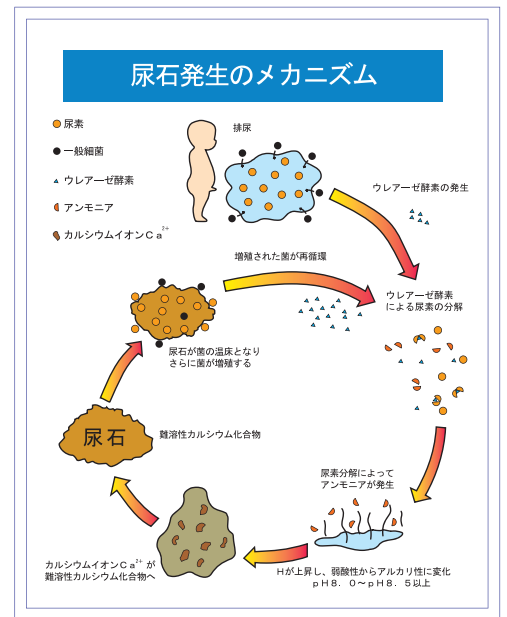 尿石発生のメカニズム
尿素
一般細菌
ウレアーゼ酵素
アンモニア
カルシウムイオンCa²⁺
排尿
ウレアーゼ酵素の発生
増殖された菌が再循環
ウレアーゼ酵素
による尿素の分解
尿石が菌の温床となり
さらに菌が増殖する
尿石
難溶性カルシウム化合物
尿素分解によって
アンモニアが発生
カルシウムイオンCa²⁺が
難溶性カルシウム化合物へ
Hが上昇し、弱酸性からアルカリ性に変化
pH8.0~pH8.5以上